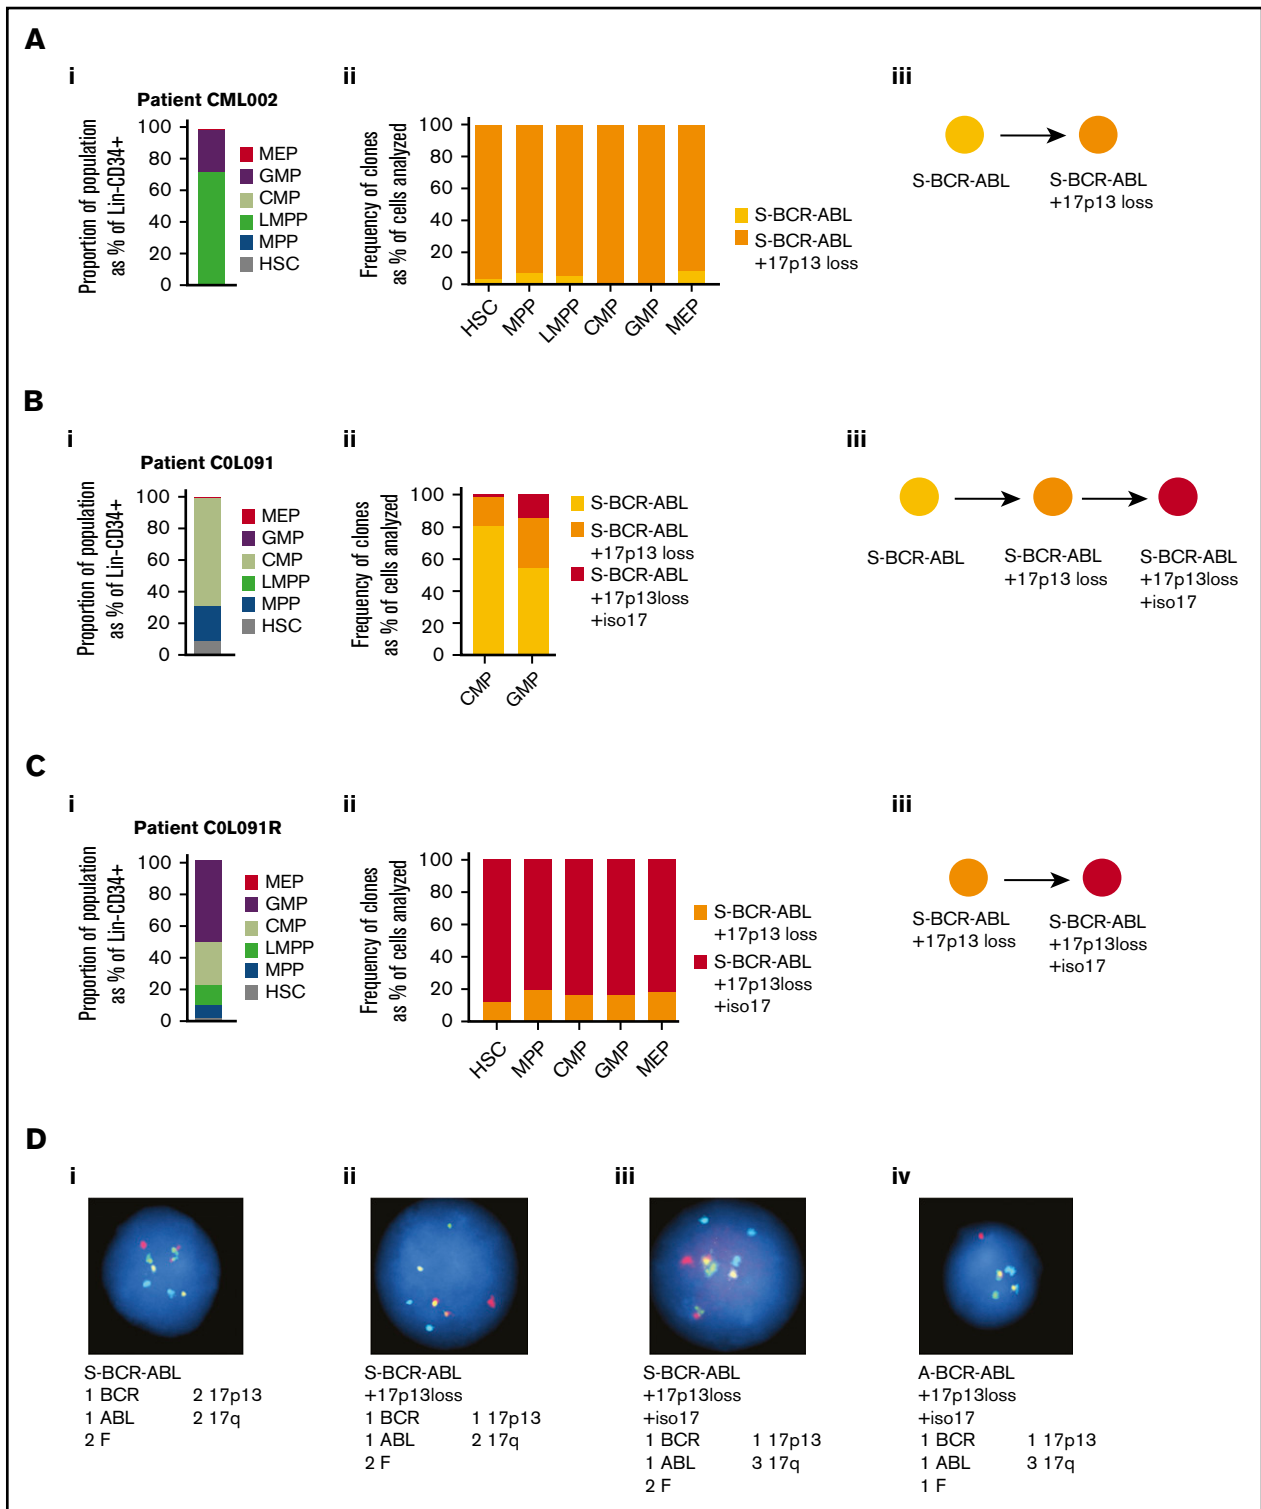 A
i
Patient CML002
Proportion of population
as % of Lin-CD34+
100
80
60
40
20
0
MEP
GMP
CMP
LMPP
MPP
HSC
ii
Frequency of clones
as % of cells analyzed
100
80
60
40
20
0
HSC
MPP
LMPP
CMP
GMP
MEP
S-BCR-ABL
S-BCR-ABL
+17p13 loss
iii
S-BCR-ABL
S-BCR-ABL
+17p13 loss
B
i
Patient C0L091
Proportion of population
as % of Lin-CD34+
100
80
60
40
20
0
MEP
GMP
CMP
LMPP
MPP
HSC
ii
Frequency of clones
as % of cells analyzed
100
80
60
40
20
0
CMP
GMP
S-BCR-ABL
S-BCR-ABL
+17p13 loss
S-BCR-ABL
+17p13loss
+iso17
iii
S-BCR-ABL
S-BCR-ABL
+17p13 loss
S-BCR-ABL
+17p13loss
+iso17
C
i
Patient C0L091R
Proportion of population
as % of Lin-CD34+
100
80
60
40
20
0
MEP
GMP
CMP
LMPP
MPP
HSC
ii
Frequency of clones
as % of cells analyzed
100
80
60
40
20
0
HSC
MPP
CMP
GMP
MEP
S-BCR-ABL
+17p13 loss
S-BCR-ABL
+17p13loss
+iso17
iii
S-BCR-ABL
+17p13 loss
S-BCR-ABL
+17p13loss
+iso17
D
i
S-BCR-ABL
1 BCR 2 17p13
1 ABL 2 17q
2 F
ii
S-BCR-ABL
+17p13loss
1 BCR 1 17p13
1 ABL 2 17q
2 F
iii
S-BCR-ABL
+17p13loss
+iso17
1 BCR 1 17p13
1 ABL 3 17q
2 F
iv
A-BCR-ABL
+17p13loss
+iso17
1 BCR 1 17p13
1 ABL 3 17q
1 F